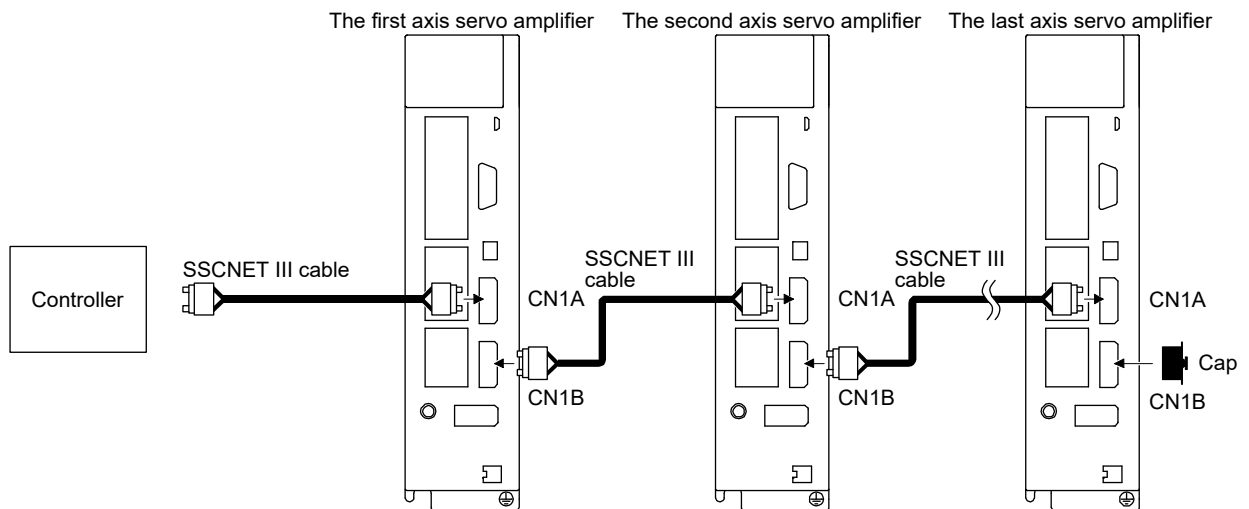 The first axis servo amplifier
The second axis servo amplifier
The last axis servo amplifier
Controller
SSCNET III cable
CN1A
CN1B
SSCNET III
cable
CN1A
CN1B
SSCNET III
cable
CN1A
CN1B
Cap